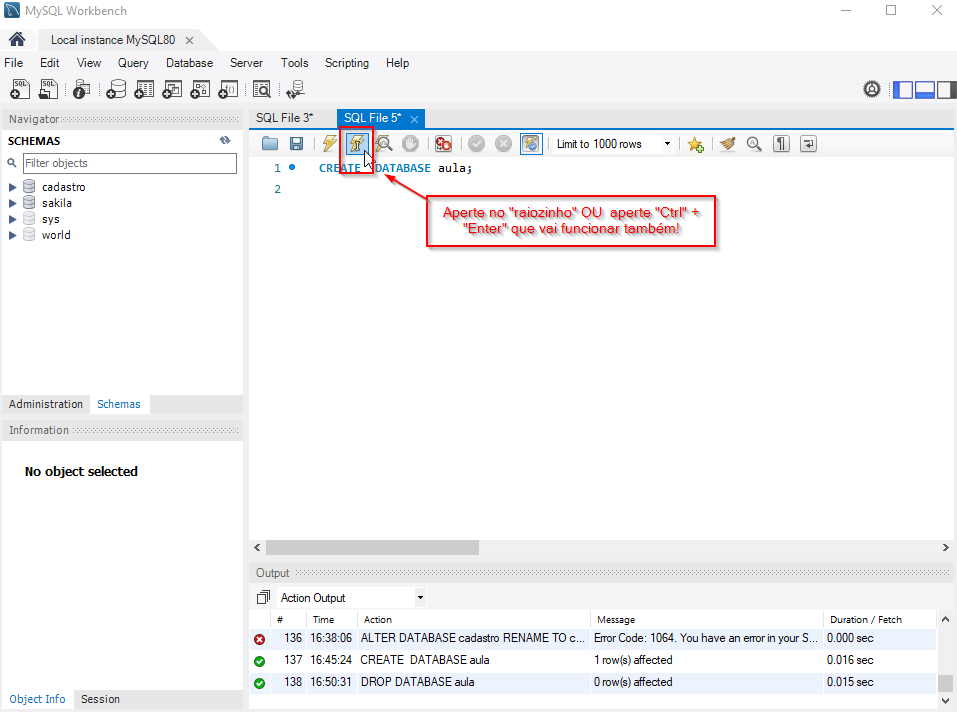 MySQL Workbench
Local instance MySQL80
File Edit View Query Database Server Tools Scripting Help
Navigator
SCHEMAS
Filter objects
cadastro
sakila
sys
world
Administration Schemas
Information
No object selected
Object Info Session
SQL File 3* SQL File 5*
Limit to 1000 rows
1 CREATE DATABASE aula;
2
Aperte no "raiozinho" OU aperte "Ctrl" +
"Enter" que vai funcionar também!
Output
Action Output
# Time Action Message Duration / Fetch
136 16:38:06 ALTER DATABASE cadastro RENAME TO c... Error Code: 1064. You have an error in your S... 0.000 sec
137 16:45:24 CREATE DATABASE aula 1 row(s) affected 0.016 sec
138 16:50:31 DROP DATABASE aula 0 row(s) affected 0.015 sec